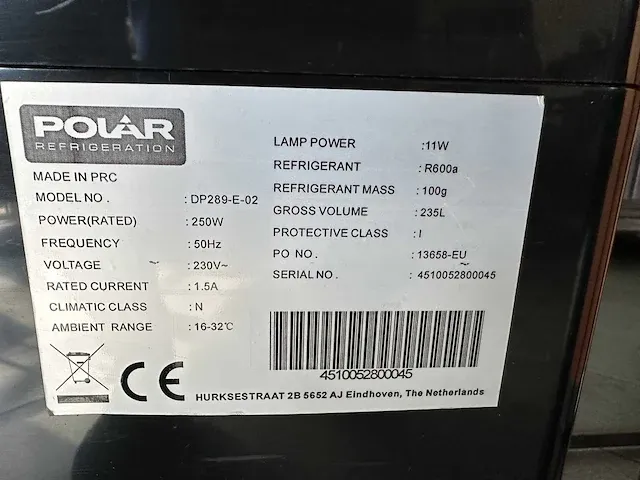 POLAR
REFRIGERATION
MADE IN PRC
MODEL NO. : DP289-E-02
POWER(RATED) : 250W
FREQUENCY : 50Hz
VOLTAGE ~ : 230V~
RATED CURRENT : 1.5A
CLIMATIC CLASS : N
AMBIENT RANGE : 16-32℃
LAMP POWER :11W
REFRIGERANT : R600a
REFRIGERANT MASS : 100g
GROSS VOLUME : 235L
PROTECTIVE CLASS : I
PO NO. : 13658-EU
SERIAL NO. : 4510052800045
4510052800045
CE
HURKSESTRAAT 2B 5652 AJ Eindhoven, The Netherlands